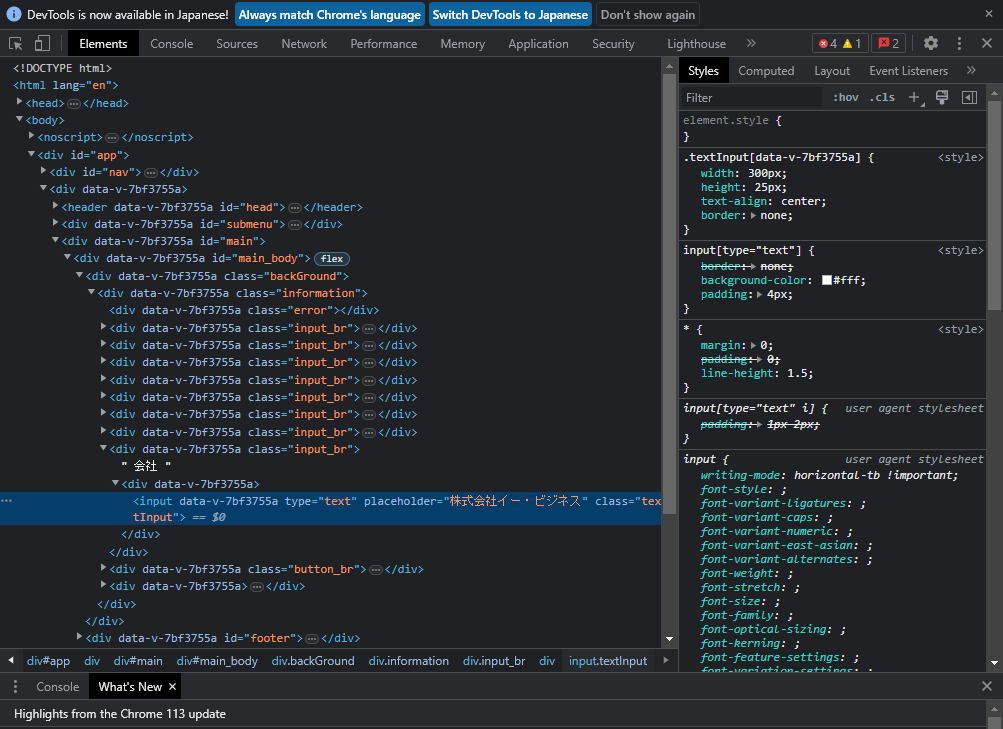 DevTools is now available in Japanese! Always match Chrome's language Switch DevTools to Japanese Don't show again
Elements Console Sources Network Performance Memory Application Security Lighthouse » 4 1 2
<!DOCTYPE html>
<html lang="en">
<head> ⋯ </head>
<body>
<noscript> ⋯ </noscript>
<div id="app">
<div id="nav"> ⋯ </div>
<div data-v-7bf3755a>
<header data-v-7bf3755a id="head"> ⋯ </header>
<div data-v-7bf3755a id="submenu"> ⋯ </div>
<div data-v-7bf3755a id="main">
<div data-v-7bf3755a id="main_body"> flex
<div data-v-7bf3755a class="backGround">
<div data-v-7bf3755a class="information">
<div data-v-7bf3755a class="error"></div>
<div data-v-7bf3755a class="input_br"> ⋯ </div>
<div data-v-7bf3755a class="input_br"> ⋯ </div>
<div data-v-7bf3755a class="input_br"> ⋯ </div>
<div data-v-7bf3755a class="input_br"> ⋯ </div>
<div data-v-7bf3755a class="input_br"> ⋯ </div>
<div data-v-7bf3755a class="input_br"> ⋯ </div>
<div data-v-7bf3755a class="input_br"> ⋯ </div>
<div data-v-7bf3755a class="input_br">
" 会社 "
<div data-v-7bf3755a>
<input data-v-7bf3755a type="text" placeholder="株式会社イー・ビジネス" class="tex
tInput"> == $0
</div>
</div>
<div data-v-7bf3755a class="button_br"> ⋯ </div>
<div data-v-7bf3755a> ⋯ </div>
</div>
</div>
<div data-v-7bf3755a id="footer"> ⋯ </div>
div#app div div#main div#main_body div.backGround div.information div.input_br div input.textInput
Styles Computed Layout Event Listeners »
Filter :hov .cls +
element.style {
}
.textInput[data-v-7bf3755a] { <style>
width: 300px;
height: 25px;
text-align: center;
border: none;
}
input[type="text"] { <style>
border: none;
background-color: #fff;
padding: 4px;
}
* { <style>
margin: 0;
padding: 0;
line-height: 1.5;
}
input[type="text" i] { user agent stylesheet
padding: 1px 2px;
}
input { user agent stylesheet
writing-mode: horizontal-tb !important;
font-style: ;
font-variant-ligatures: ;
font-variant-caps: ;
font-variant-numeric: ;
font-variant-east-asian: ;
font-variant-alternates: ;
font-weight: ;
font-stretch: ;
font-size: ;
font-family: ;
font-optical-sizing: ;
font-kerning: ;
font-feature-settings: ;
font-variation-settings: ;
Console What's New ×
Highlights from the Chrome 113 update